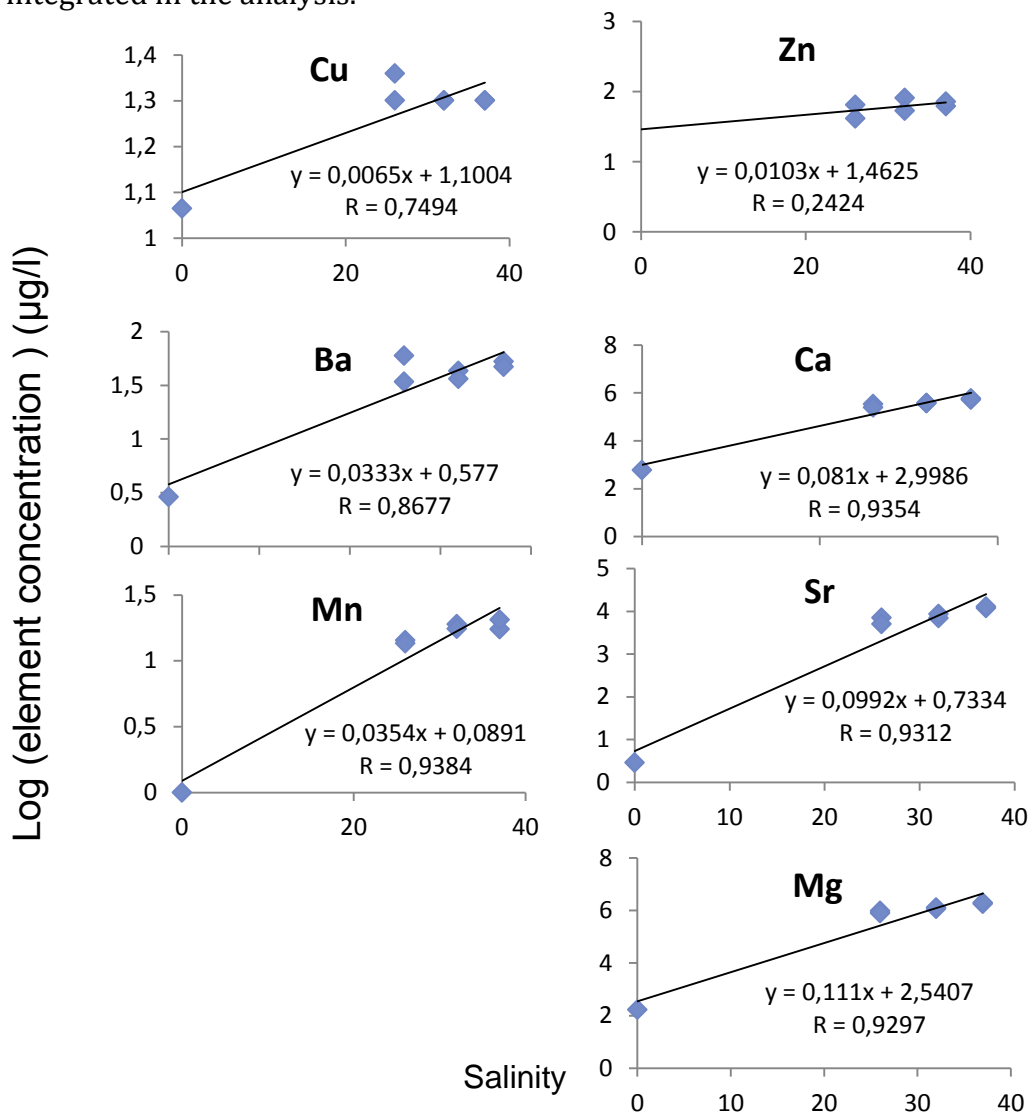 integrated in the analysis.
Log (element concentration ) (µg/l)
Cu
1,4
1,3
1,2
1,1
1
y = 0,0065x + 1,1004
R = 0,7494
0 20 40
Zn
3
2
1
0
y = 0,0103x + 1,4625
R = 0,2424
0 20 40
Ba
2
1,5
1
0,5
0
y = 0,0333x + 0,577
R = 0,8677
Ca
8
6
4
2
0
y = 0,081x + 2,9986
R = 0,9354
Mn
1,5
1
0,5
0
y = 0,0354x + 0,0891
R = 0,9384
0 20 40
Sr
5
4
3
2
1
0
y = 0,0992x + 0,7334
R = 0,9312
0 10 20 30 40
Mg
8
6
4
2
0
y = 0,111x + 2,5407
R = 0,9297
0 10 20 30 40
Salinity